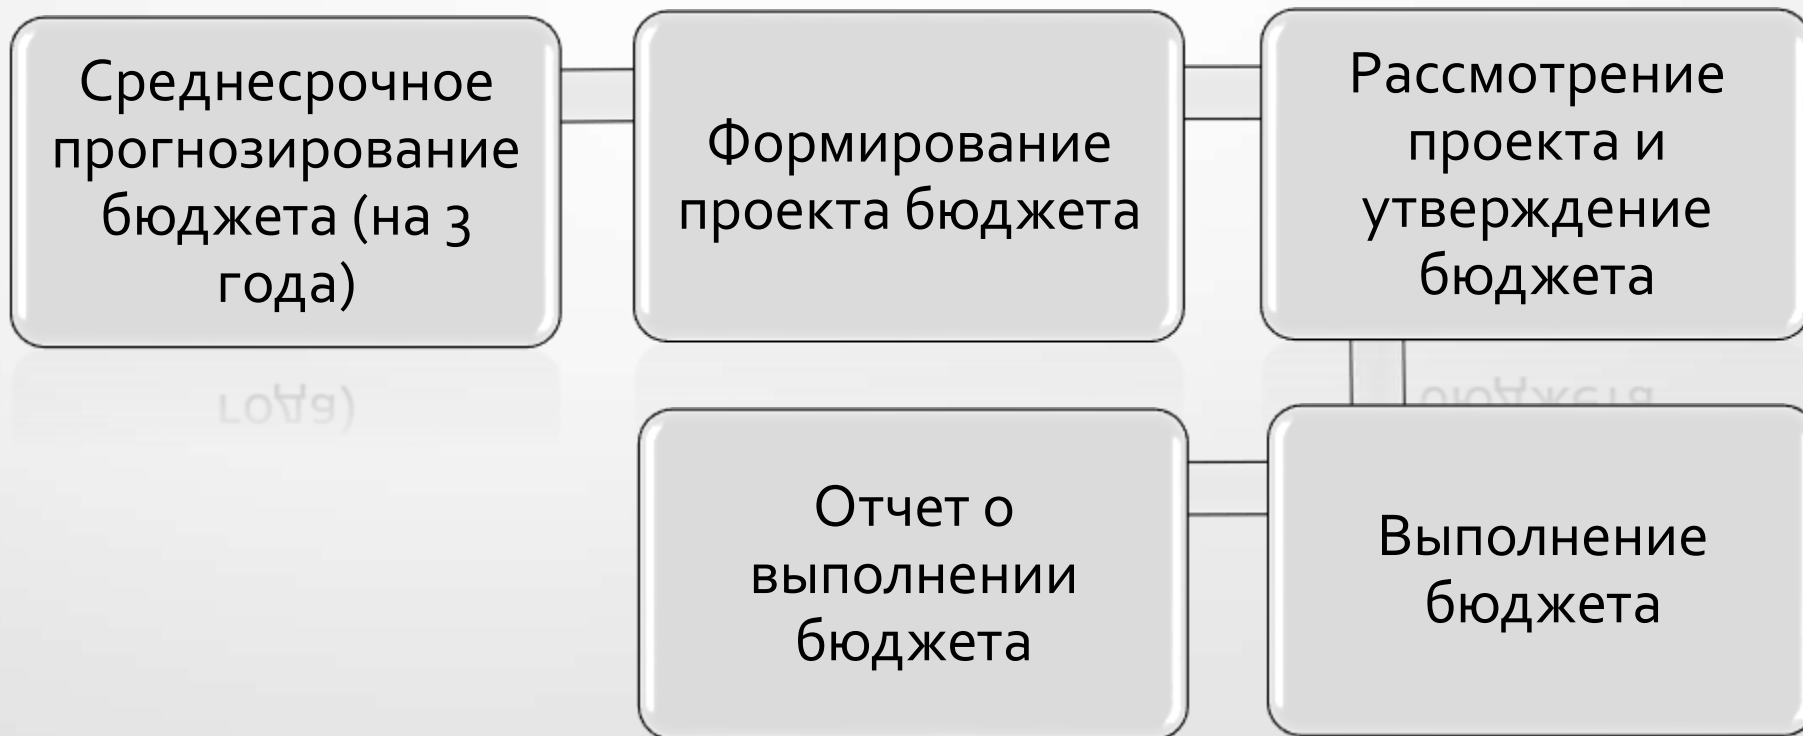 Среднесрочное
прогнозирование
бюджета (на 3
года)
Формирование
проекта бюджета
Рассмотрение
проекта и
утверждение
бюджета
Выполнение
бюджета
Отчет о
выполнении
бюджета